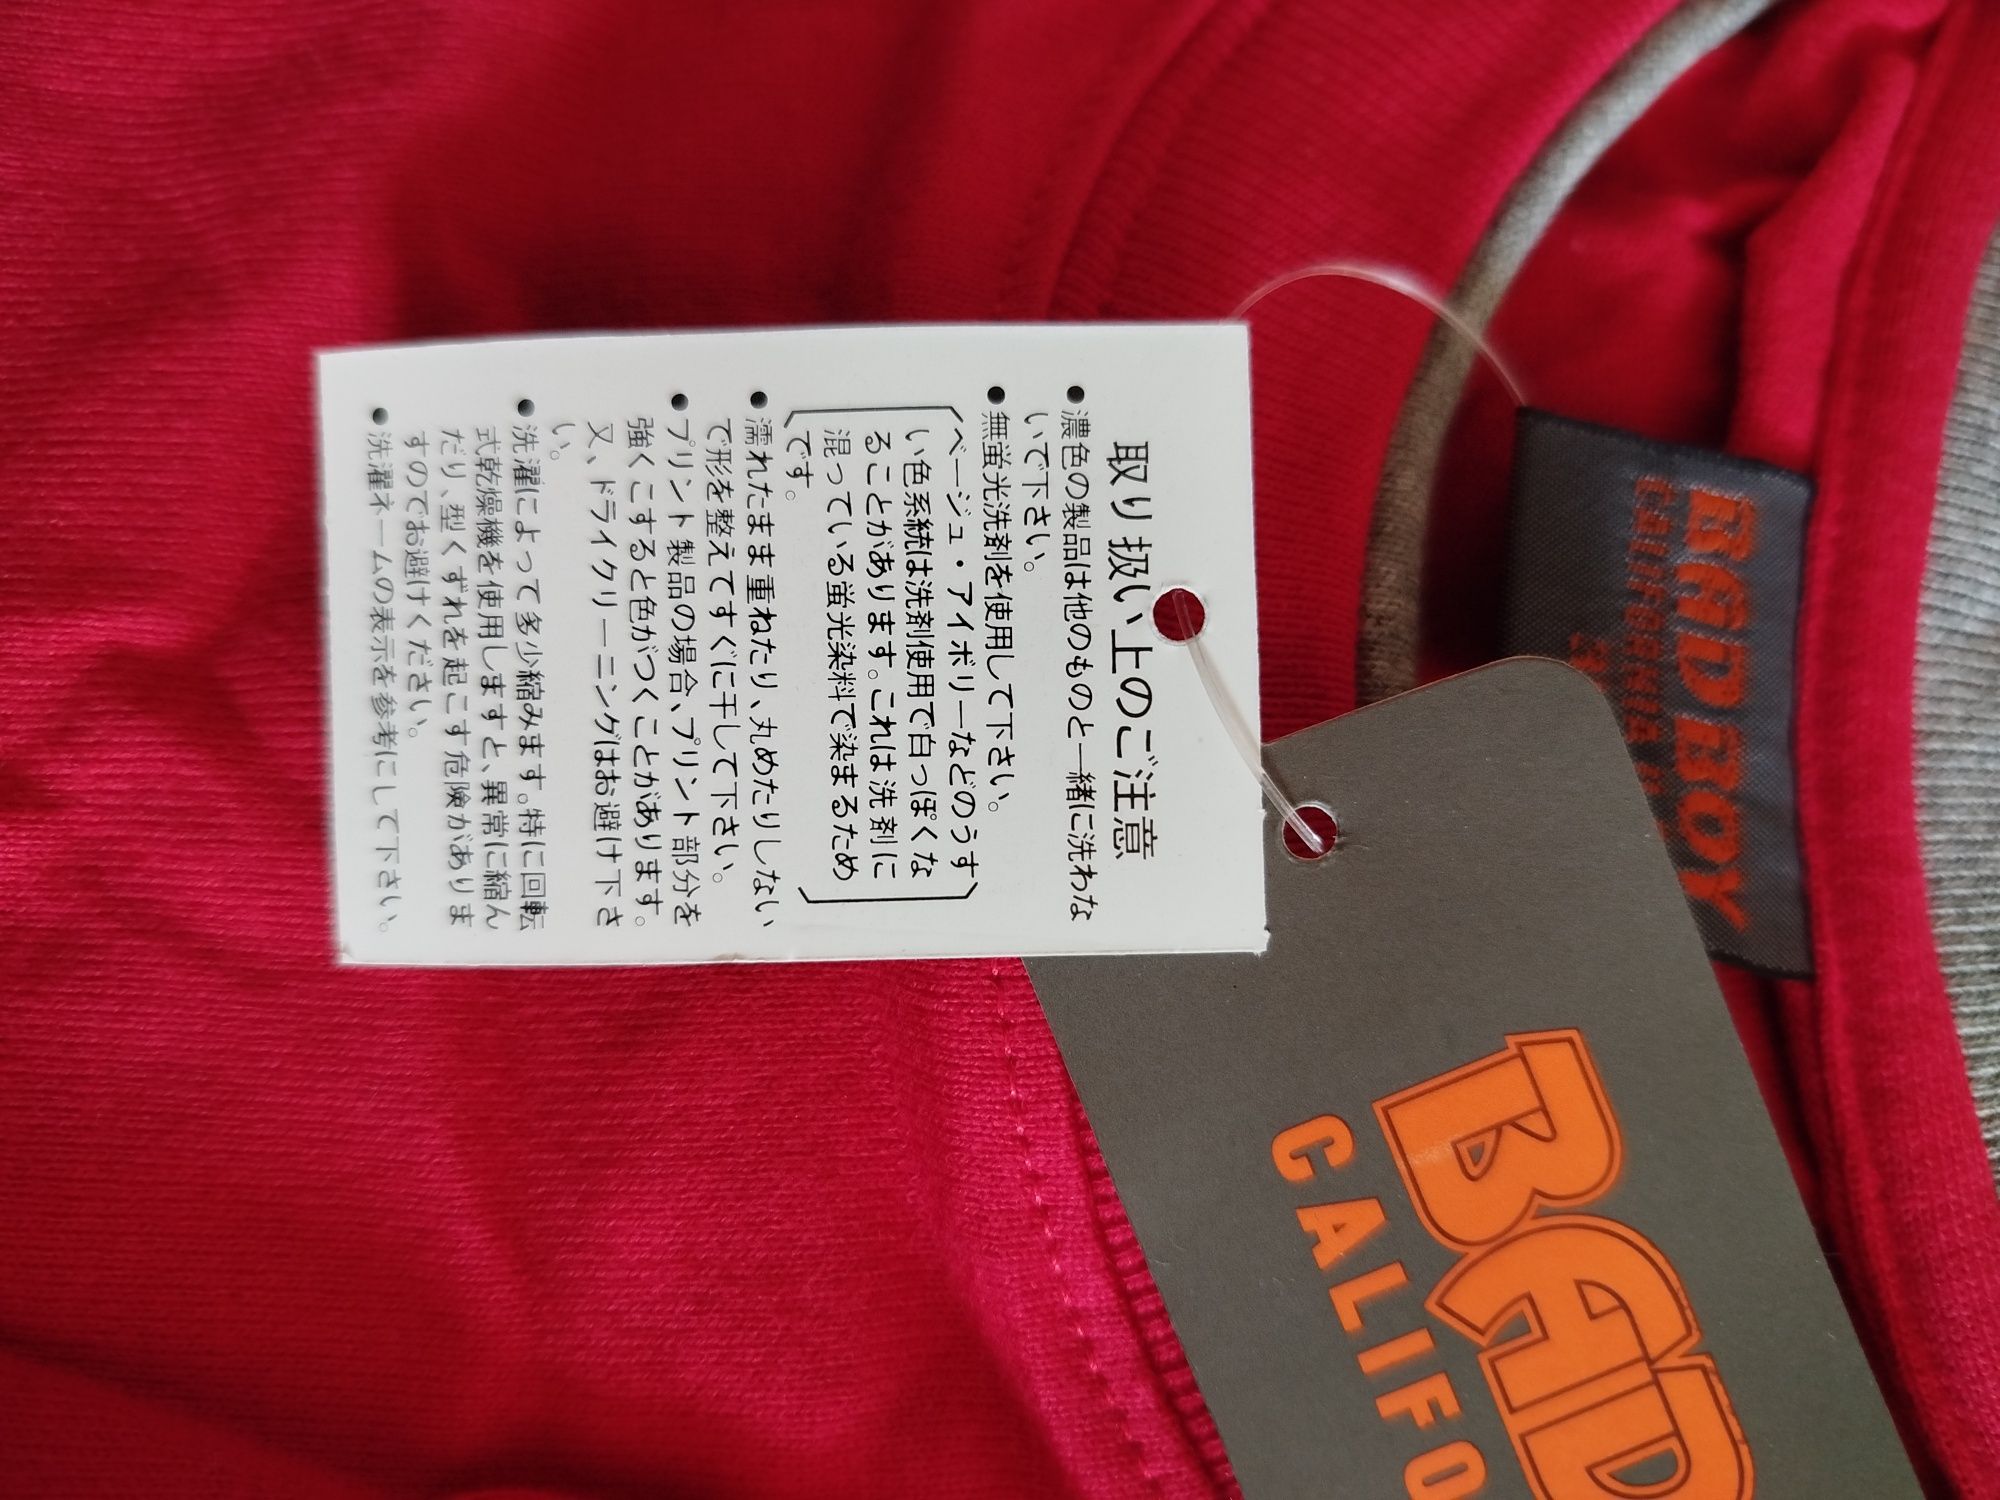 取り扱い上のご注意
●濃色の製品は他のものと一緒に洗わな
いで下さい。
●無蛍光洗剤を使用して下さい。
ベージュ・アイボリーなどのうす
い色系統は洗剤使用で白っぽくな
ることがあります。これは洗剤に
混っている蛍光染料で染まるため
です。
●濡れたまま重ねたり、丸めたりしない
で形を整えてすぐに干して下さい。
●プリント製品の場合、プリント部分を
強くこすると色がつくことがあります。
又、ドライクリーニングはお避け下さ
い。
●洗濯によって多少縮みます。特に回転
式乾燥機を使用しますと、異常に縮ん
だり、型くずれを起こす危険がありま
すのでお避けください。
●洗濯ネームの表示を参考にして下さい。
BAD BOY
CALIFORNIA
BAD
CALIFO